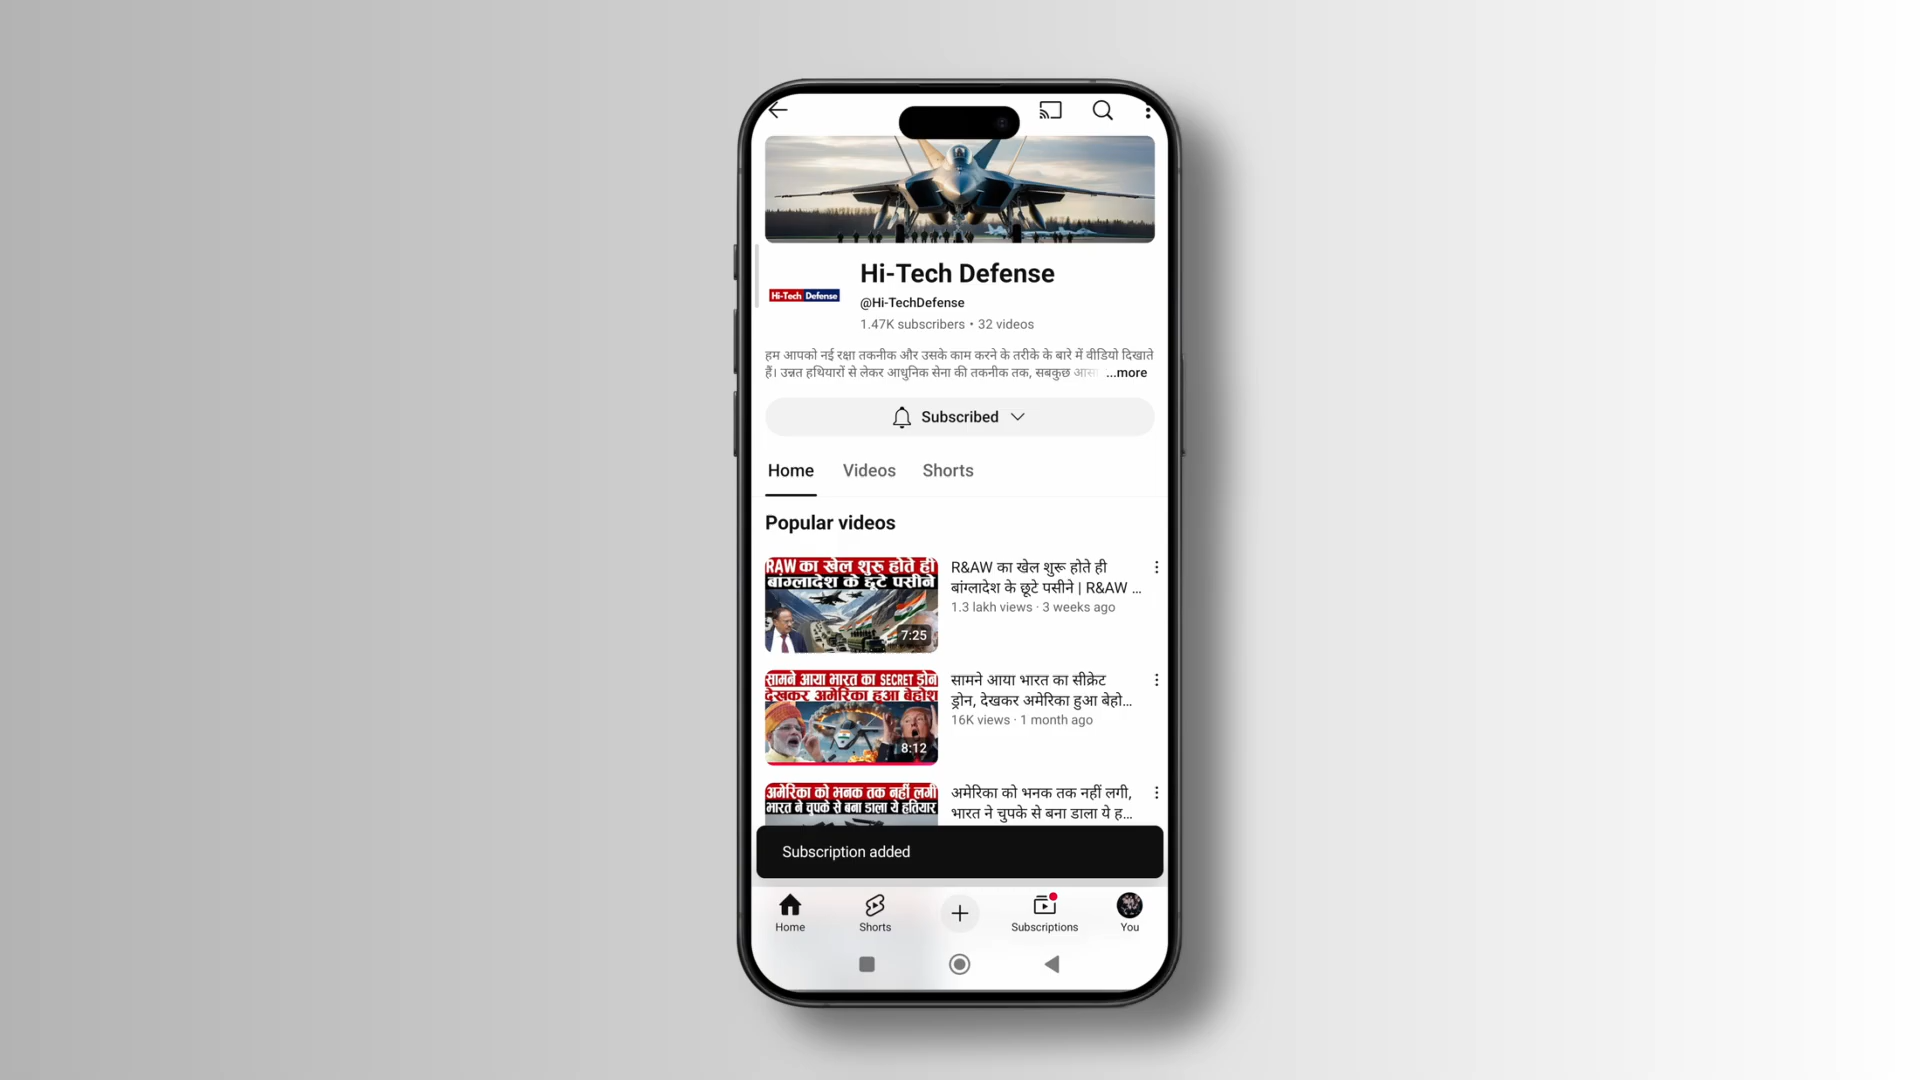 Hi-Tech Defense
Hi-Tech Defense
@Hi-TechDefense
1.47K subscribers • 32 videos
हम आपको नई रक्षा तकनीक और उसके काम करने के तरीके के बारे में वीडियो दिखाते
हैं। उन्नत हथियारों से लेकर आधुनिक सेना की तकनीक तक, सबकुछ ...more
Subscribed
Home Videos Shorts
Popular videos
RAW का खेल शुरू होते ही
बांग्लादेश के छूटे पसीने
7:25
R&AW का खेल शुरू होते ही
बांग्लादेश के छूटे पसीने | R&AW ...
1.3 lakh views · 3 weeks ago
सामने आया भारत का SECRET ड्रोन
देखकर अमेरिका हुआ बेहोश
8:12
सामने आया भारत का सीक्रेट
ड्रोन, देखकर अमेरिका हुआ बेहो...
16K views · 1 month ago
अमेरिका को भनक तक नहीं लगी
भारत ने चुपके से बना डाला ये हतियार
अमेरिका को भनक तक नहीं लगी,
भारत ने चुपके से बना डाला ये ह...
Subscription added
Home Shorts Subscriptions You